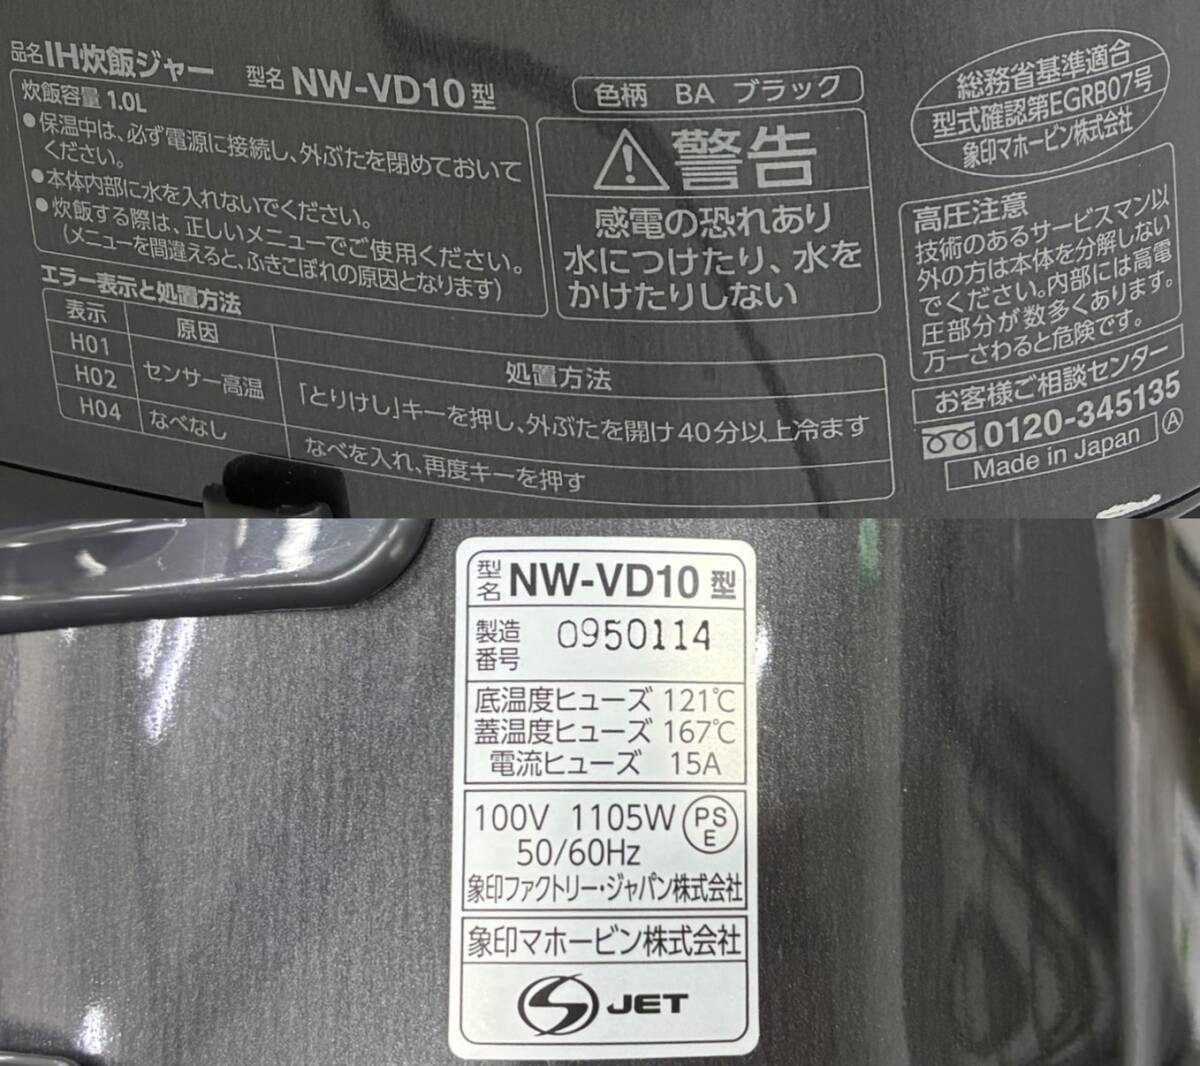 品名IH炊飯ジャー 型名 NW-VD10型
炊飯容量 1.0L
●保温中は、必ず電源に接続し、外ぶたを閉めておいて
ください。
●本体内部に水を入れないでください。
●炊飯する際は、正しいメニューでご使用ください。
(メニューを間違えると、ふきこぼれの原因となります)
エラー表示と処置方法
表示 原因 処置方法
H01
H02 センサー高温 「とりけし」キーを押し、外ぶたを開け40分以上冷ます
H04 なべなし なべを入れ、再度キーを押す
色柄 BA ブラック
警告
感電の恐れあり
水につけたり、水を
かけたりしない
総務省基準適合
型式確認第EGRB07号
象印マホービン株式会社
高圧注意
技術のあるサービスマン以
外の方は本体を分解しない
でください。内部には高電
圧部分が数多くあります。
万一さわると危険です。
お客様ご相談センター
0120-345135
Made in Japan Ⓐ
型名 NW-VD10 型
製造番号 0950114
底温度ヒューズ 121℃
蓋温度ヒューズ 167℃
電流ヒューズ 15A
100V 1105W PSE
50/60Hz
象印ファクトリー・ジャパン株式会社
象印マホービン株式会社
S JET